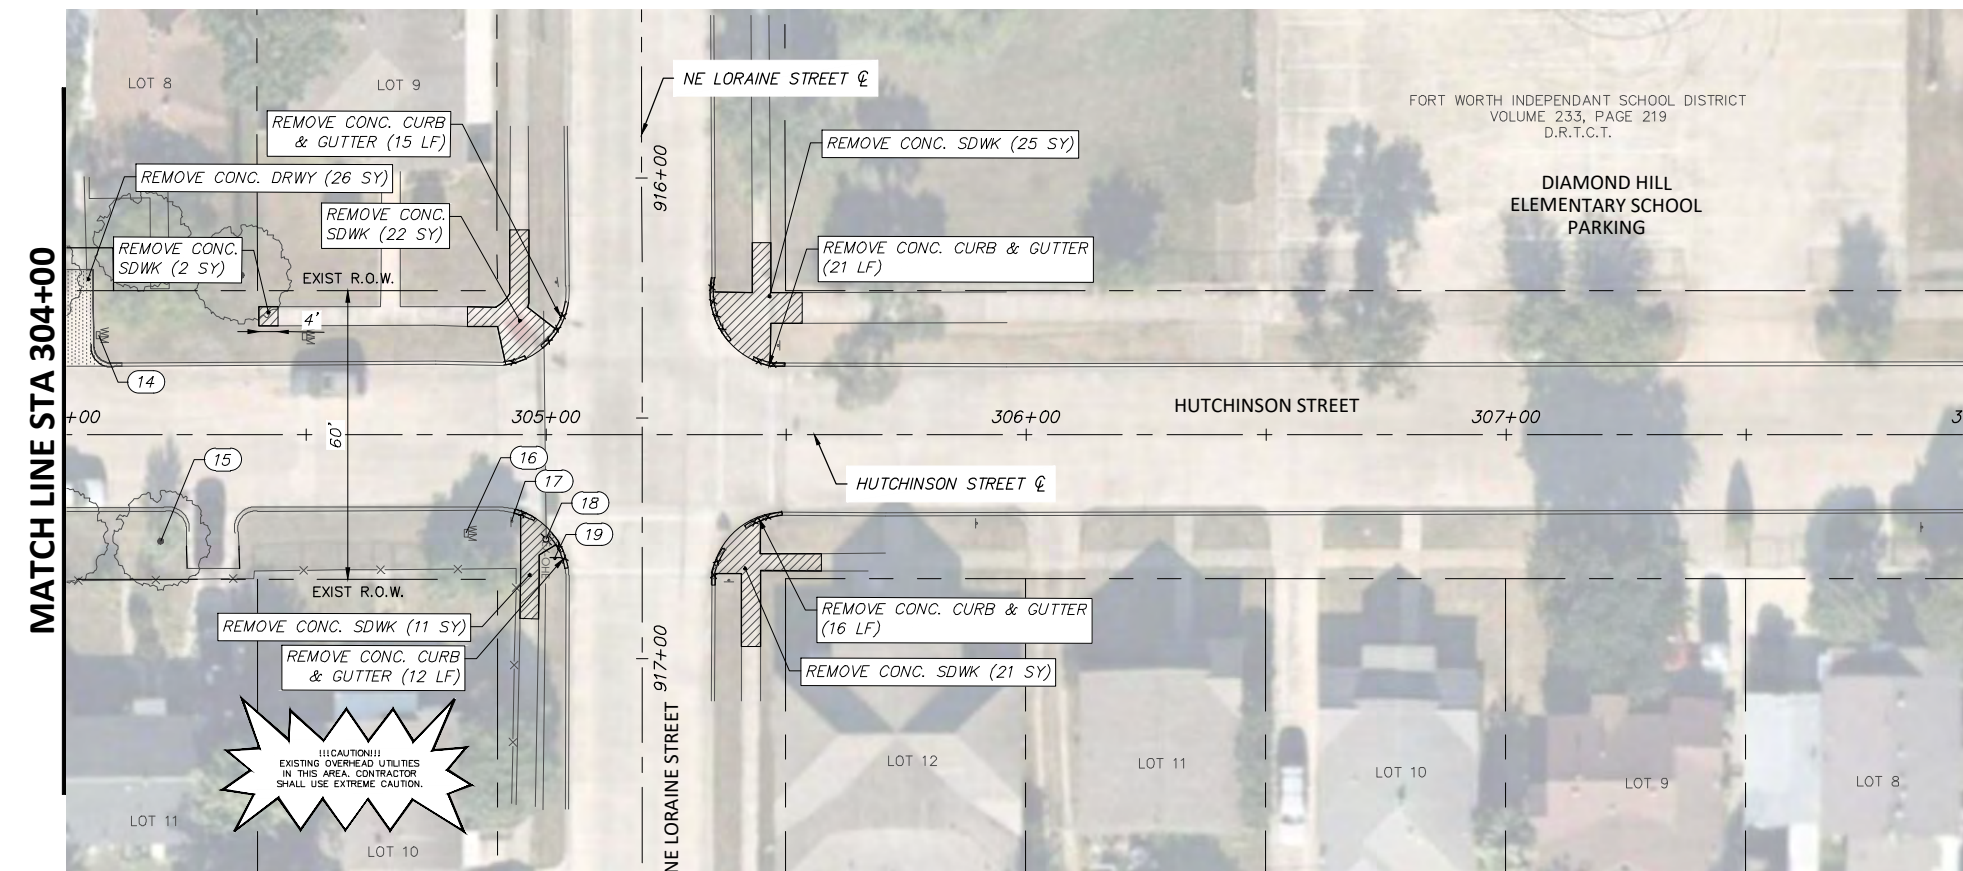 LOT 8
LOT 9
NE LORAINE STREET ℄
REMOVE CONC. CURB
& GUTTER (15 LF)
REMOVE CONC. DRWY (26 SY)
REMOVE CONC.
SDWK (22 SY)
REMOVE CONC.
SDWK (2 SY)
EXIST R.O.W.
4'
WM
WM
14
916+00
REMOVE CONC. SDWK (25 SY)
REMOVE CONC. CURB & GUTTER
(21 LF)
FORT WORTH INDEPENDANT SCHOOL DISTRICT
VOLUME 233, PAGE 219
D.R.T.C.T.
DIAMOND HILL
ELEMENTARY SCHOOL
PARKING
MATCH LINE STA 304+00
+00
305+00
306+00
HUTCHINSON STREET
307+00
3
60'
15
16
17
18
19
WM
OHE
HUTCHINSON STREET ℄
EXIST R.O.W.
REMOVE CONC. SDWK (11 SY)
REMOVE CONC. CURB
& GUTTER (12 LF)
REMOVE CONC. CURB & GUTTER
(16 LF)
REMOVE CONC. SDWK (21 SY)
917+00
NE LORAINE STREET
!!!CAUTION!!!
EXISTING OVERHEAD UTILITIES
IN THIS AREA. CONTRACTOR
SHALL USE EXTREME CAUTION.
LOT 11
LOT 10
LOT 12
LOT 11
LOT 10
LOT 9
LOT 8